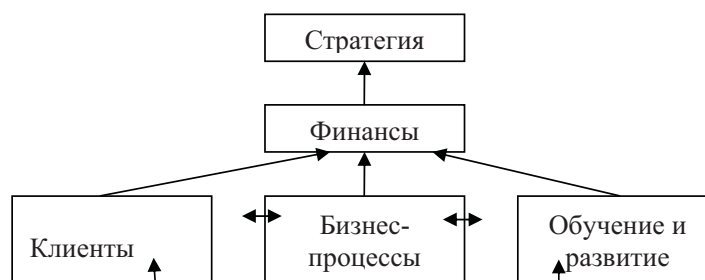 Стратегия
Финансы
Клиенты
Бизнес-
процессы
Обучение и
развитие